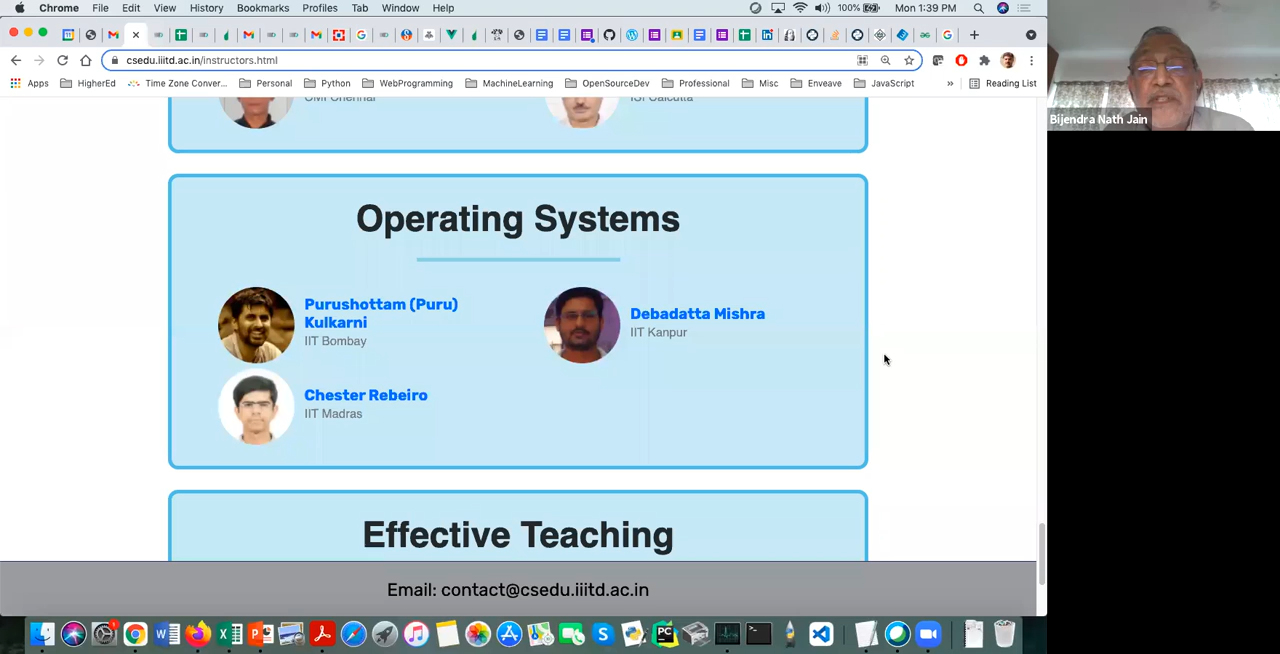 Chrome File Edit View History Bookmarks Profiles Tab Window Help 100% Mon 1:39 PM
csedu.iiitd.ac.in/instructors.html
Apps HigherEd Time Zone Conver... Personal Python WebProgramming MachineLearning OpenSourceDev Professional Misc Enveave JavaScript » Reading List
CMI Chennai ISI Calcutta
Bijendra Nath Jain
Operating Systems
Purushottam (Puru)
Kulkarni
IIT Bombay
Debadatta Mishra
IIT Kanpur
Chester Rebeiro
IIT Madras
Effective Teaching
Email: contact@csedu.iiitd.ac.in